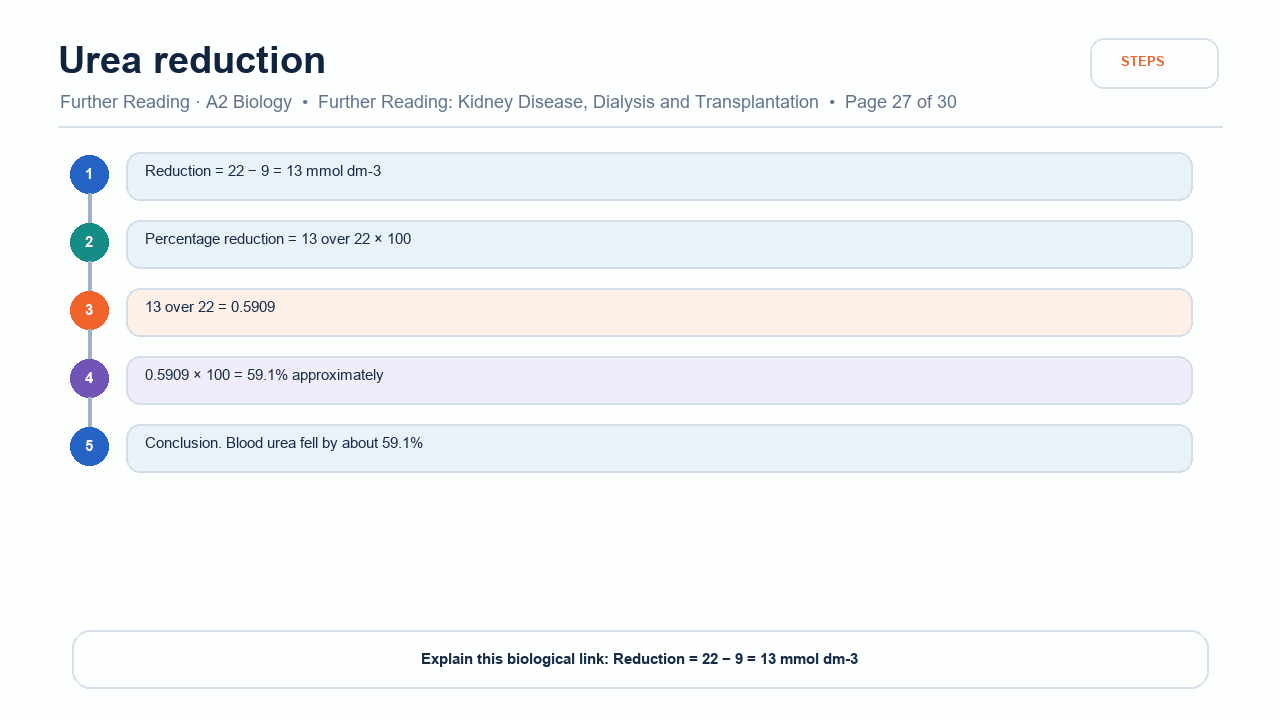 Urea reduction
STEPS
Further Reading · A2 Biology • Further Reading: Kidney Disease, Dialysis and Transplantation • Page 27 of 30
1
Reduction = 22 − 9 = 13 mmol dm-3
2
Percentage reduction = 13 over 22 × 100
3
13 over 22 = 0.5909
4
0.5909 × 100 = 59.1% approximately
5
Conclusion. Blood urea fell by about 59.1%
Explain this biological link: Reduction = 22 − 9 = 13 mmol dm-3